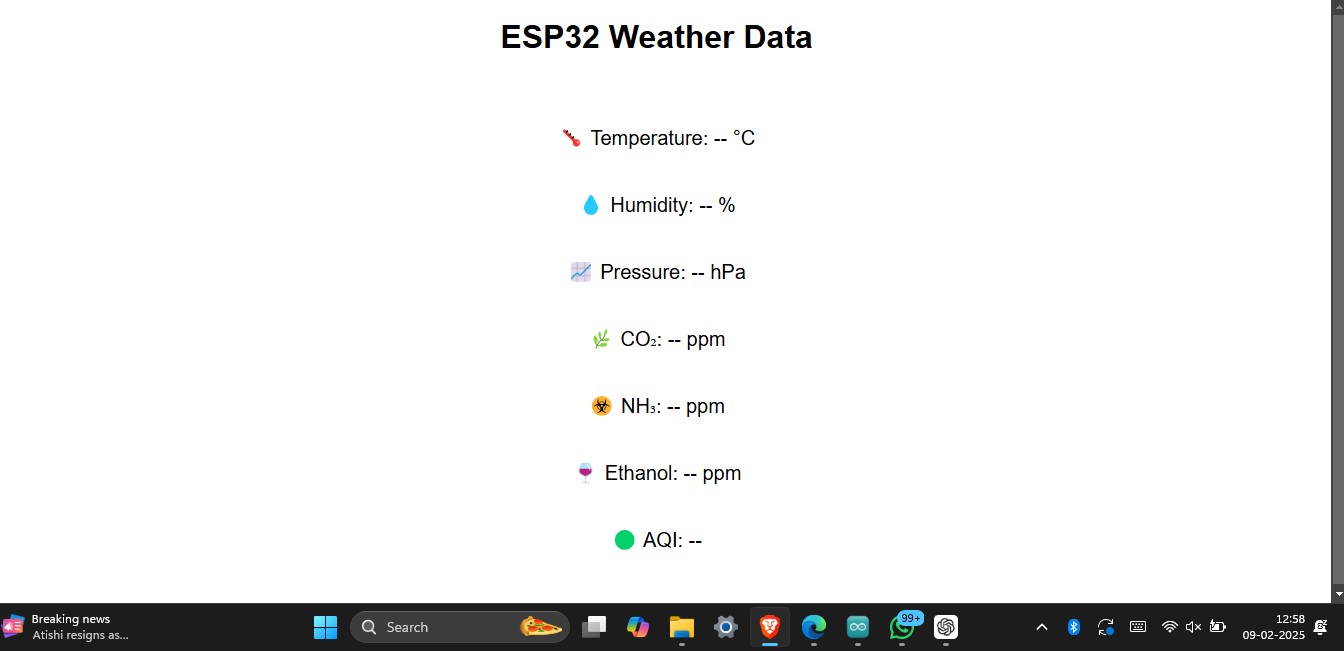 ESP32 Weather Data
Temperature: -- °C
Humidity: -- %
Pressure: -- hPa
CO₂: -- ppm
NH₃: -- ppm
Ethanol: -- ppm
AQI: --
Breaking news
Atishi resigns as...
Search
99+
12:58
09-02-2025